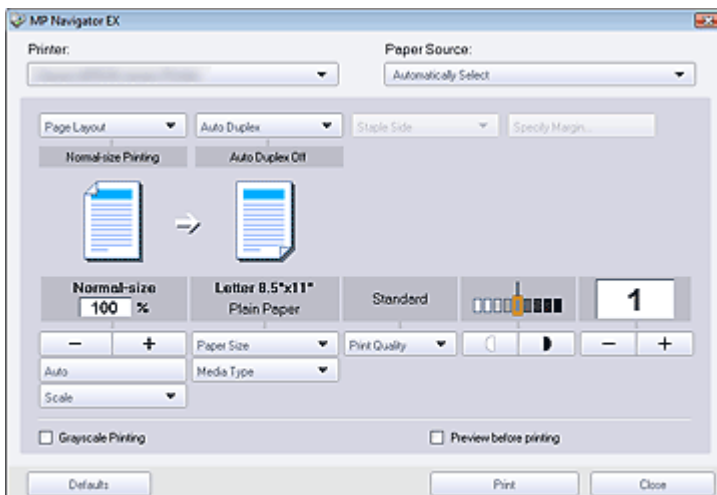 MP Navigator EX
Printer:
Paper Source:
Automatically Select
Page Layout
Auto Duplex
Staple Side
Specify Margin...
Normal-size Printing
Auto Duplex Off
Normal-size
100 %
Letter 8.5"x11"
Plain Paper
Standard
1
- +
Paper Size
Print Quality
- +
Auto
Media Type
Scale
Grayscale Printing
Preview before printing
Defaults
Print
Close